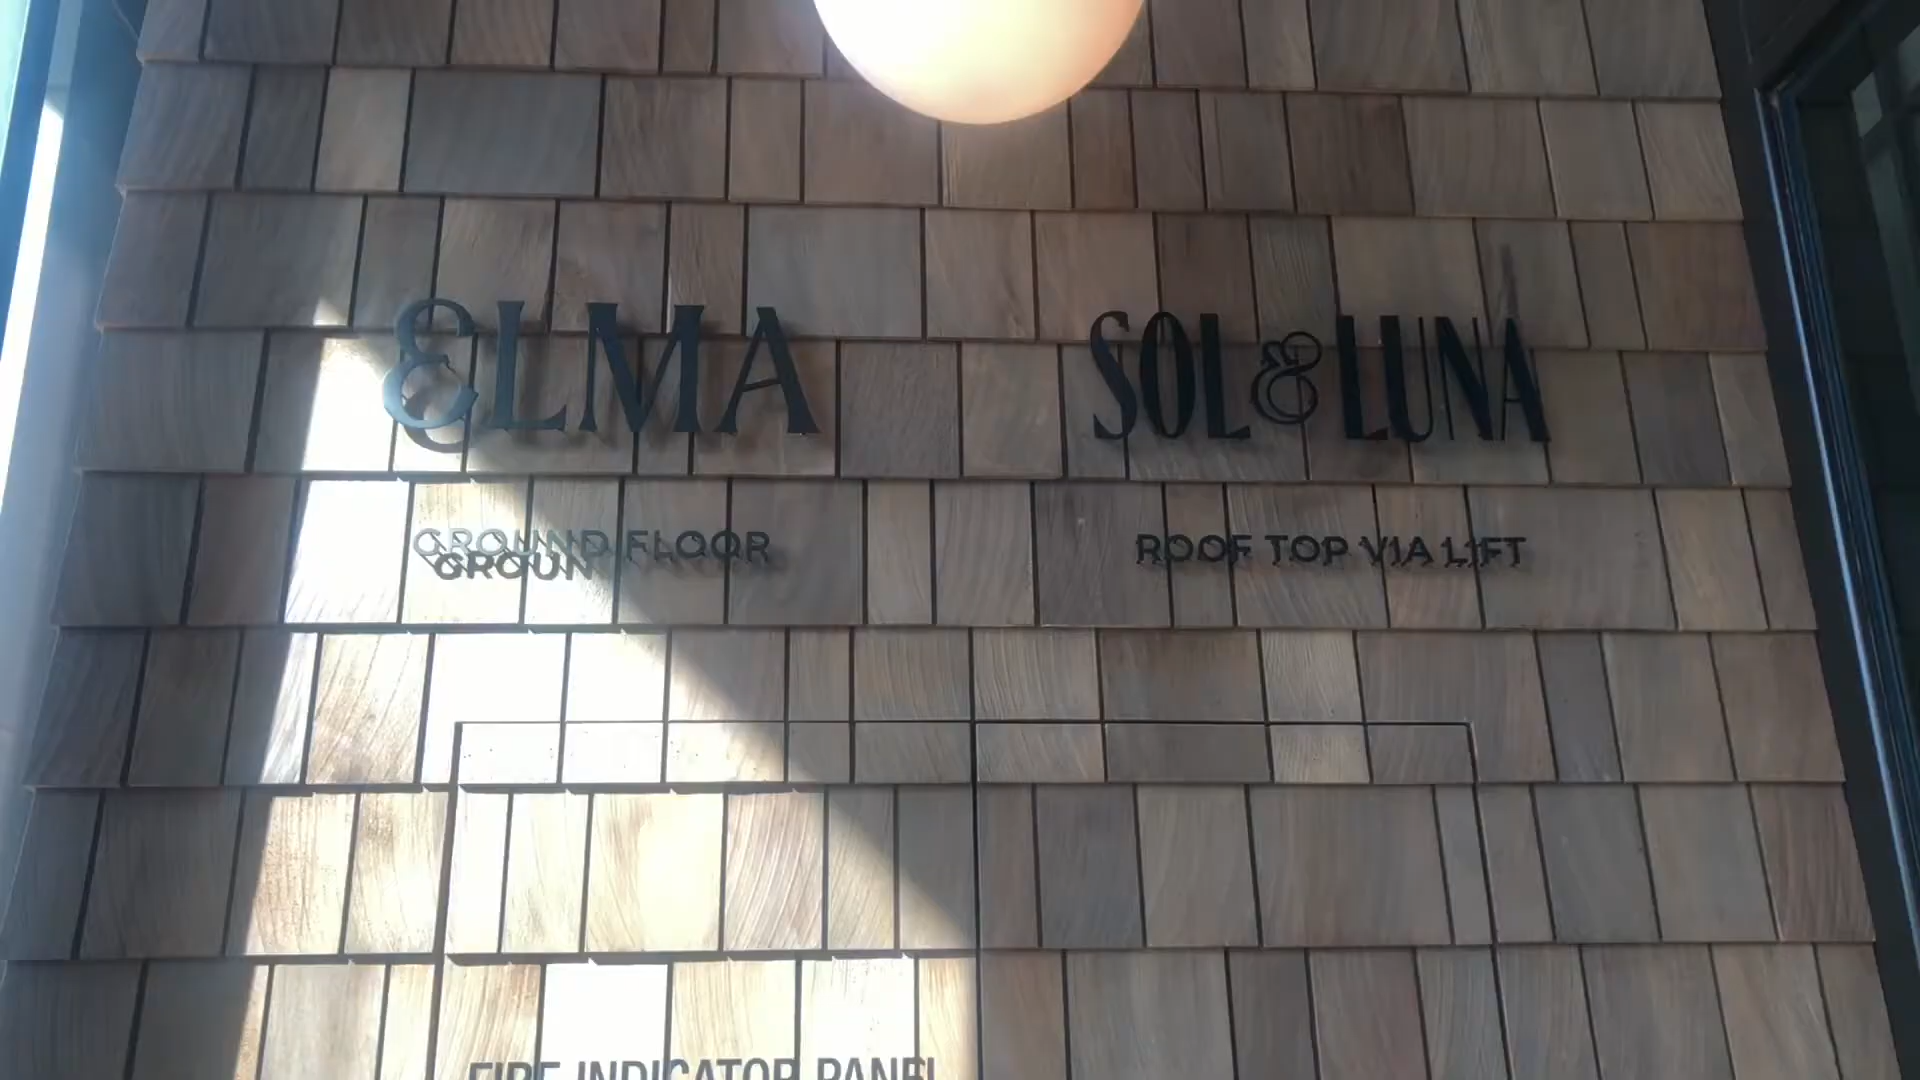 ELMA
GROUND FLOOR
SOL & LUNA
ROOF TOP VIA LIFT
FIRE INDICATOR PANEL